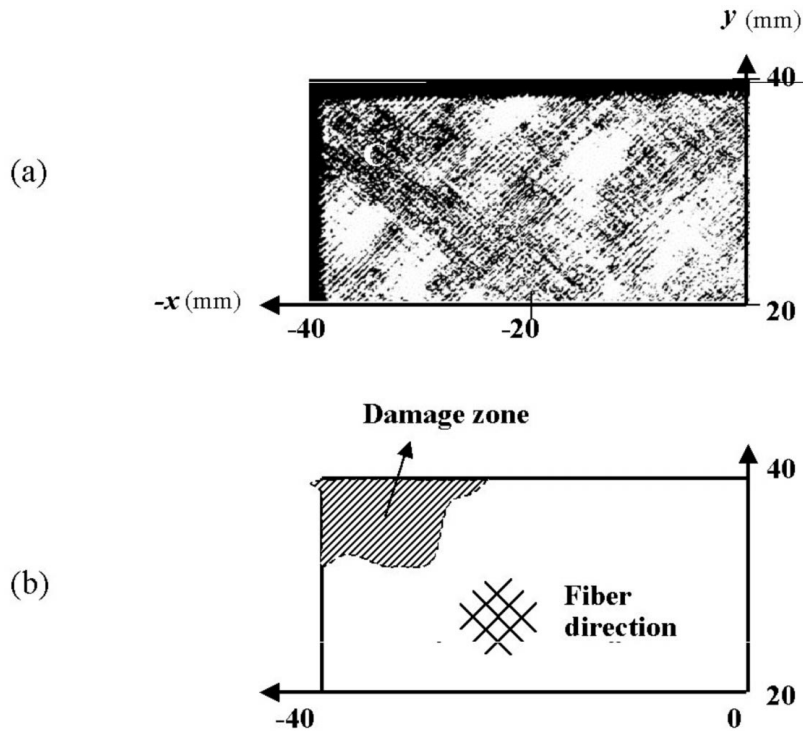 y (mm)
40
(a)
-x (mm)
20
-40
-20
Damage zone
40
(b)
Fiber
direction
20
-40
0